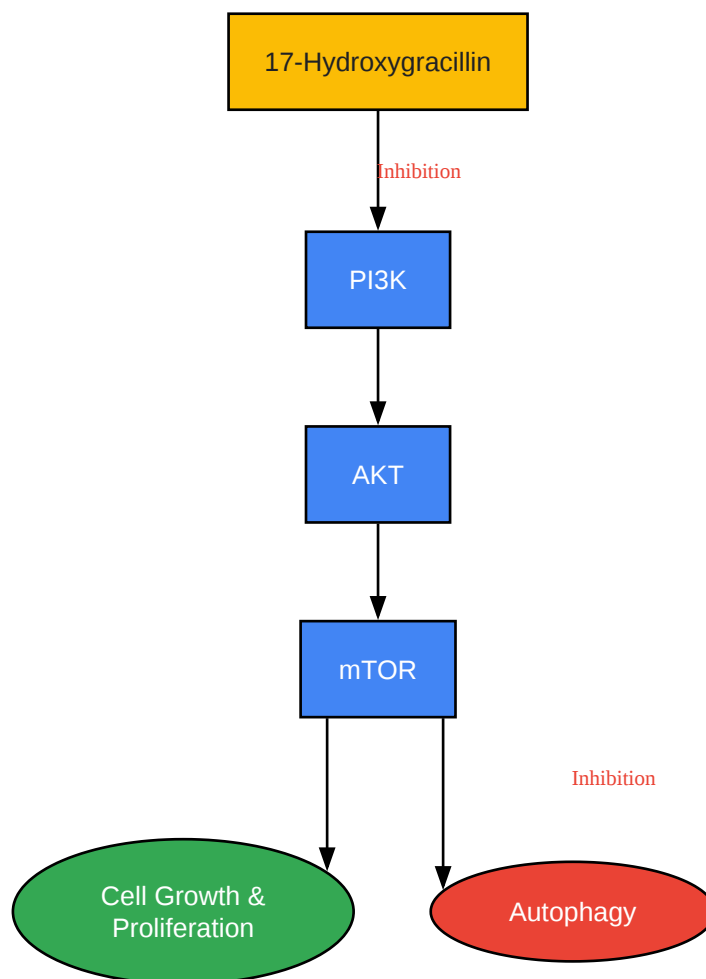 17-Hydroxygracillin
Inhibition
PI3K
AKT
mTOR
Inhibition
Cell Growth &
Proliferation
Autophagy